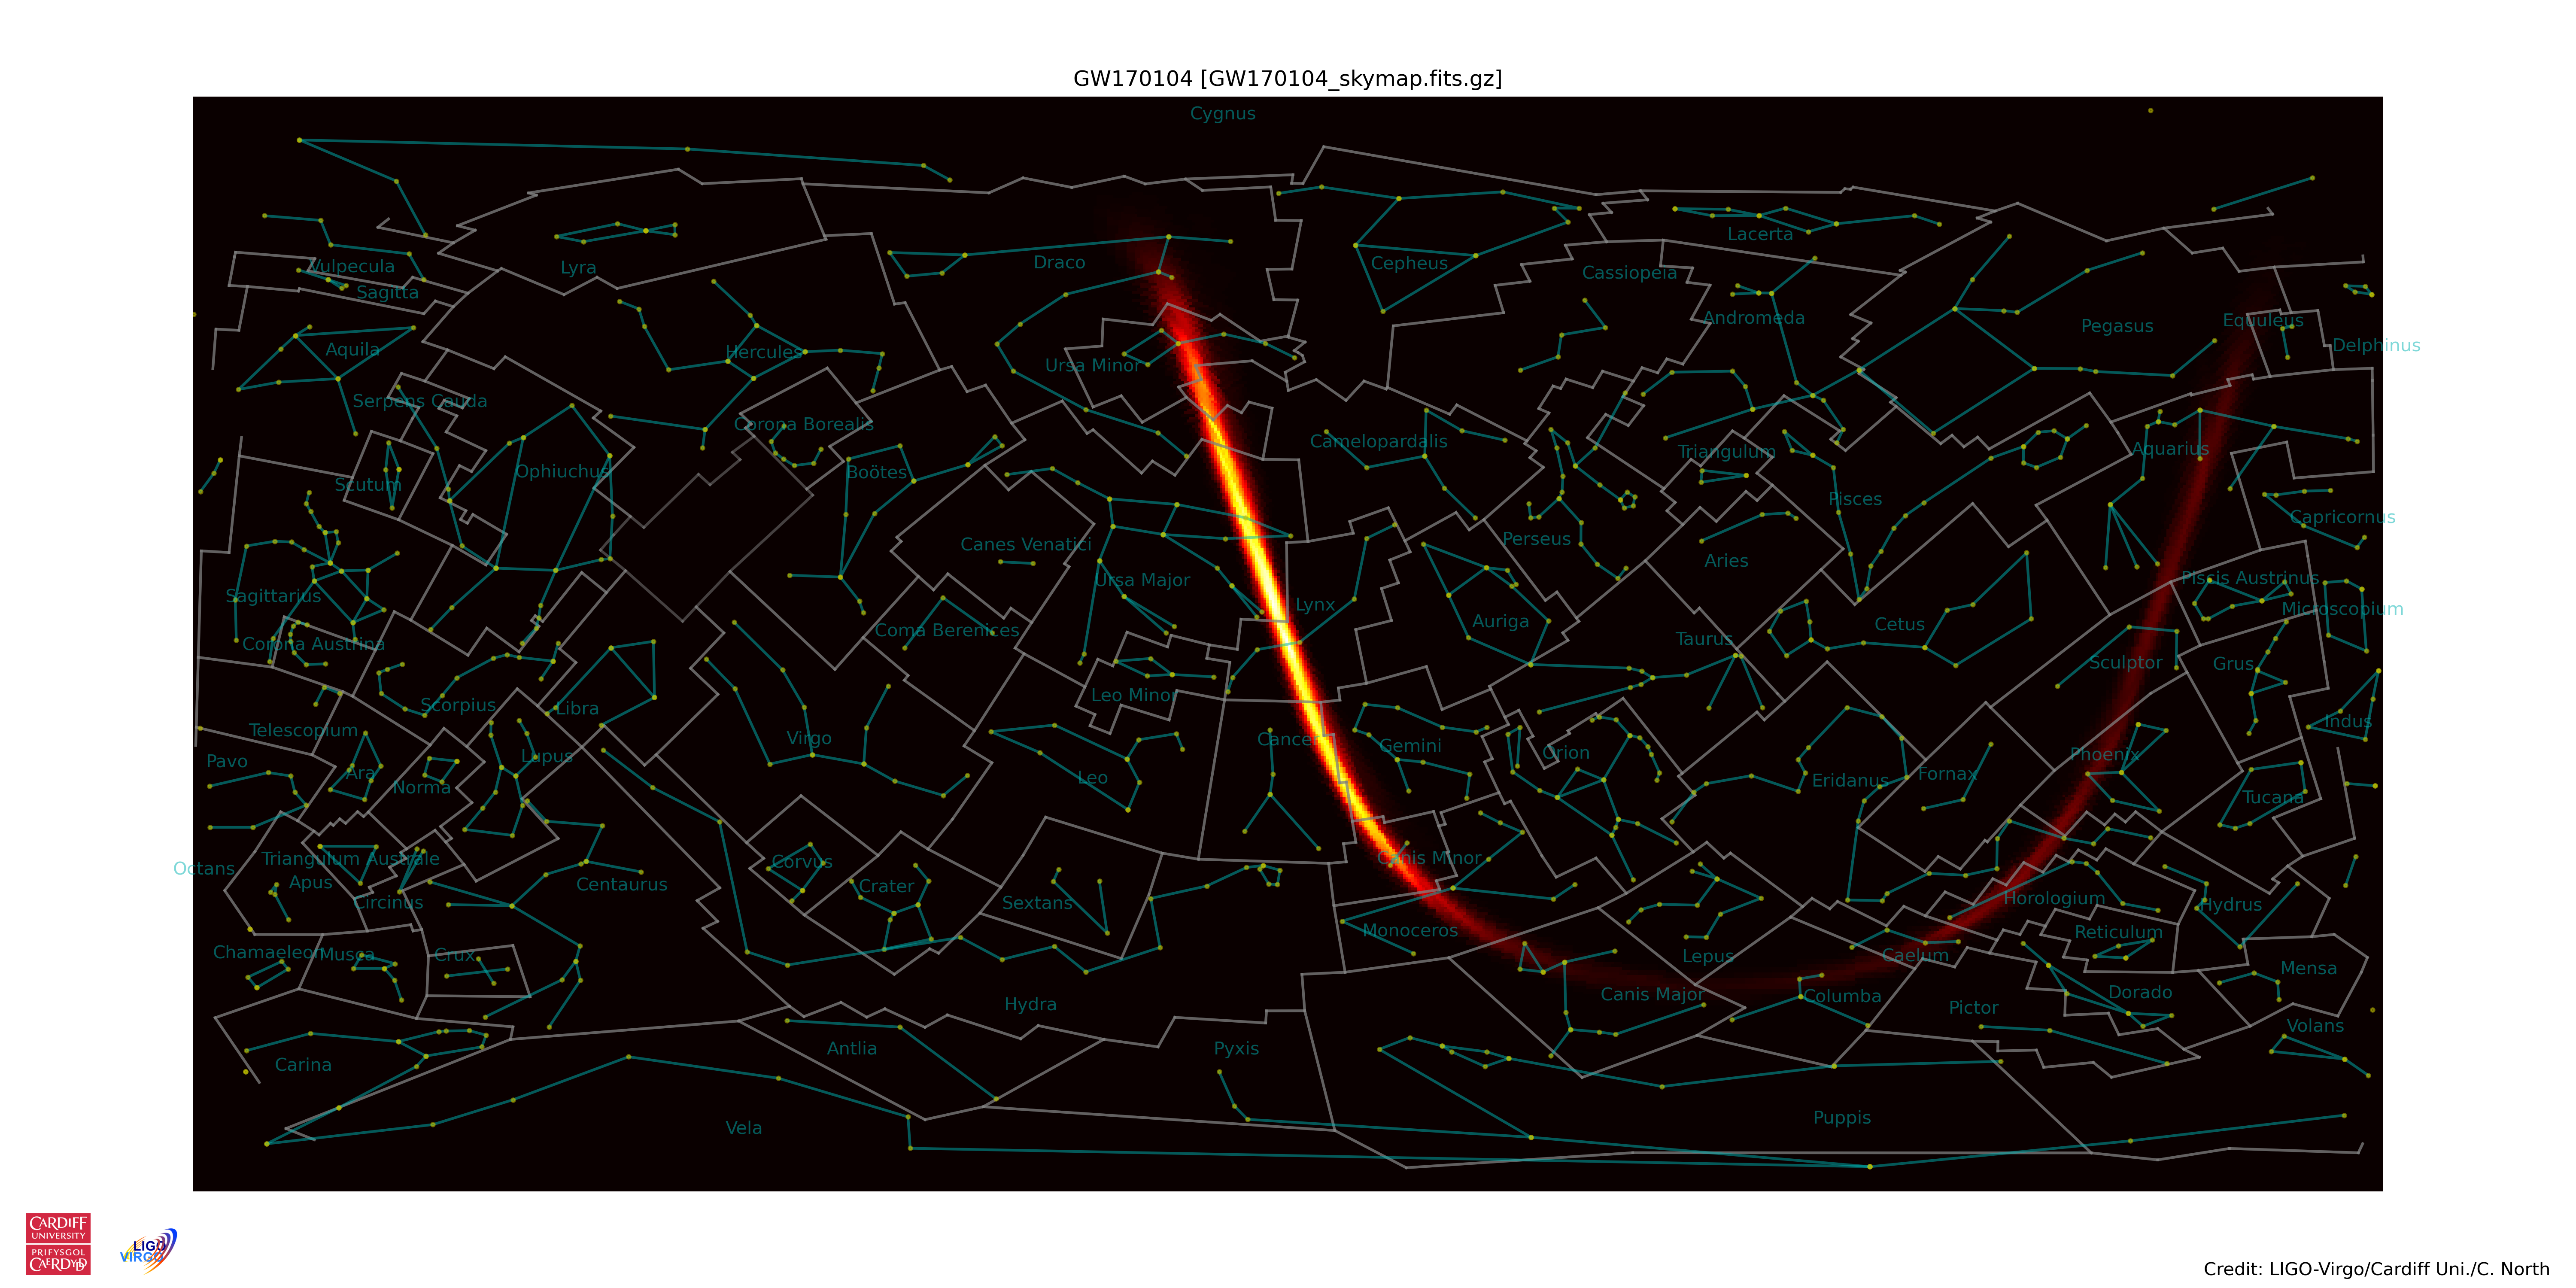 GW170104 [GW170104_skymap.fits.gz]
Cygnus
Lacerta
Vulpecula
Lyra
Draco
Cepheus
Cassiopeia
Sagitta
Andromeda
Pegasus
Equuleus
Aquila
Hercules
Ursa Minor
Delphinus
Serpens Cauda
Corona Borealis
Camelopardalis
Triangulum
Aquarius
Scutum
Ophiuchus
Boötes
Pisces
Capricornus
Canes Venatici
Perseus
Aries
Sagittarius
Ursa Major
Lynx
Piscis Austrinus
Microscopium
Corona Austrina
Coma Berenices
Auriga
Taurus
Cetus
Sculptor
Grus
Scorpius
Libra
Leo Minor
Telescopium
Virgo
Cancer
Gemini
Orion
Indus
Pavo
Ara
Norma
Lupus
Leo
Eridanus
Fornax
Phoenix
Tucana
Octans
Triangulum Australe
Apus
Circinus
Centaurus
Corvus
Crater
Sextans
Canis Minor
Monoceros
Horologium
Hydrus
Reticulum
Chamaeleon
Musca
Crux
Lepus
Caelum
Mensa
Hydra
Canis Major
Columba
Pictor
Dorado
Volans
Carina
Antlia
Pyxis
Vela
Puppis
CARDIFF
UNIVERSITY
PRIFYSGOL
CAERDYDD
LIGO
VIRGO
Credit: LIGO-Virgo/Cardiff Uni./C. North